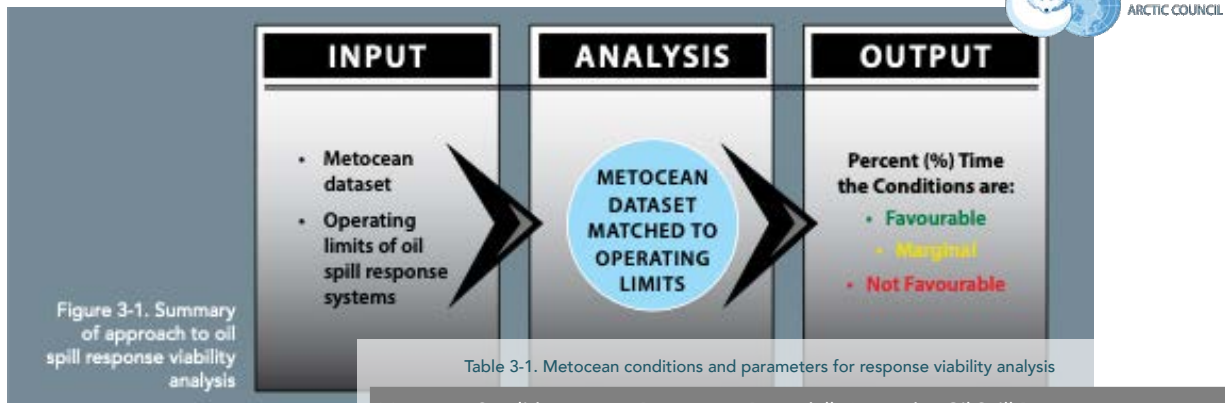 ARCTIC COUNCIL
INPUT
• Metocean
dataset
• Operating
limits of oil
spill response
systems
ANALYSIS
METOCEAN
DATASET
MATCHED TO
OPERATING
LIMITS
OUTPUT
Percent (%) Time
the Conditions are:
• Favourable
• Marginal
• Not Favourable
Figure 3-1. Summary
of approach to oil
spill response viability
analysis
Table 3-1. Metocean conditions and parameters for response viability analysis